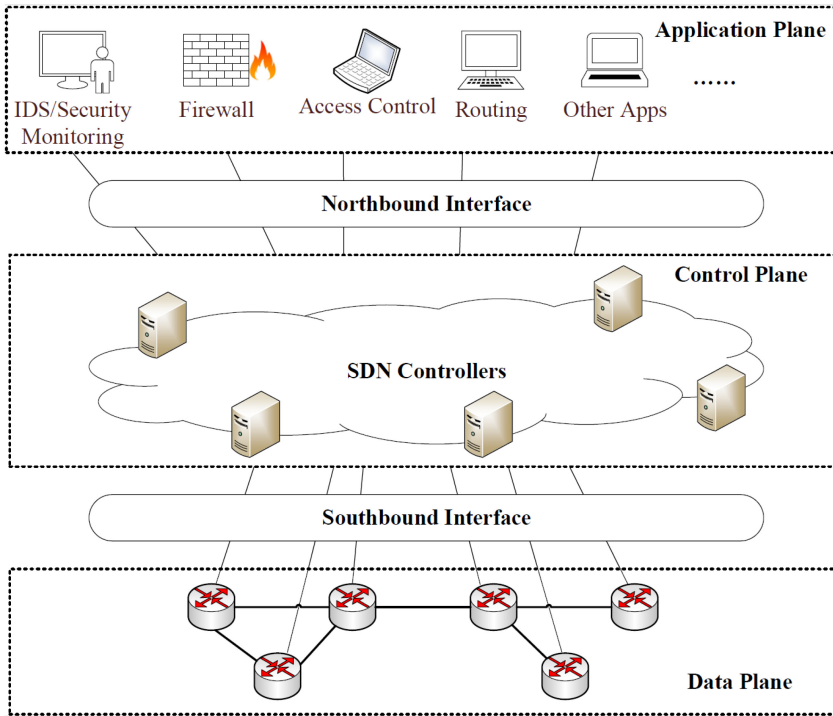 Application Plane
IDS/Security
Monitoring
Firewall
Access Control
Routing
Other Apps
……
Northbound Interface
Control Plane
SDN Controllers
Southbound Interface
Data Plane